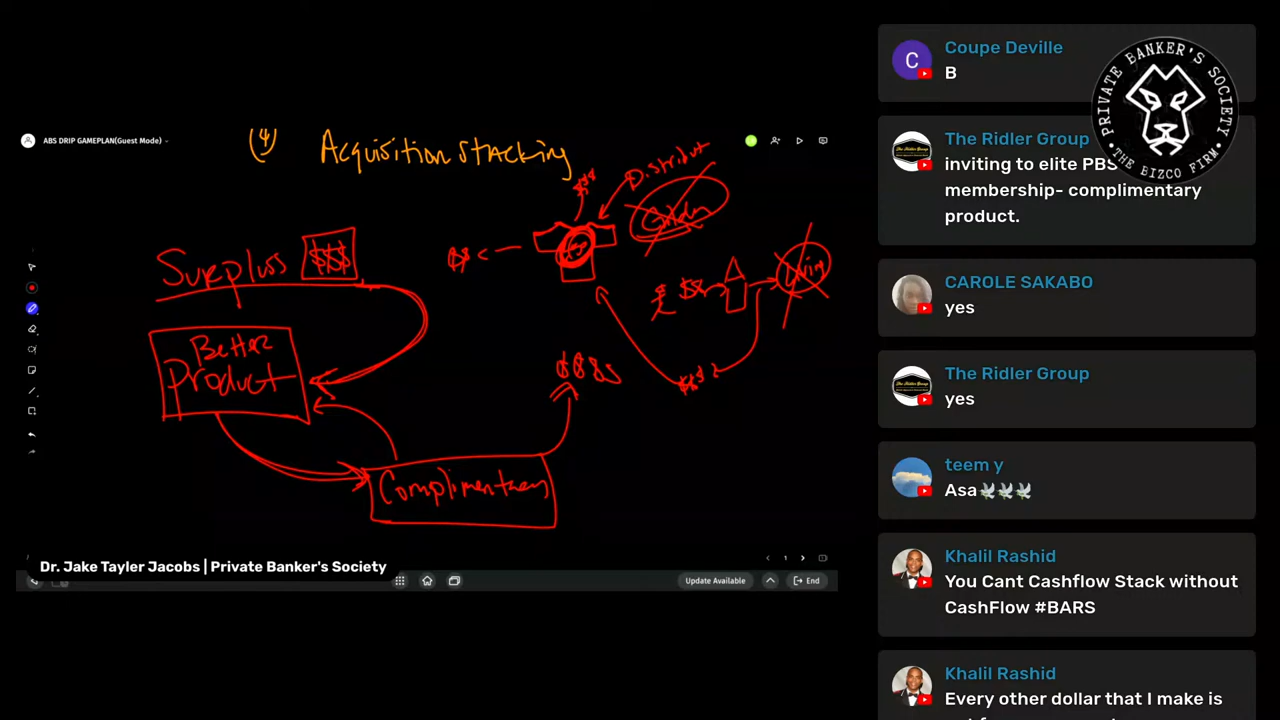 ABS DRIP GAMEPLAN(Guest Mode)
(4) Acquisition Stacking
Distribut
$$$
$$
Surpluss $$$
$$
Better
Product
$$$
Complimentary
Dr. Jake Tayler Jacobs | Private Banker's Society
1
Update Available
End
Coupe Deville
B
PRIVATE BANKER'S SOCIETY
• THE BIZCO FIRM •
The Ridler Group
inviting to elite PBS
membership- complimentary
product.
CAROLE SAKABO
yes
The Ridler Group
yes
teem y
Asa🕊️🕊️🕊️
Khalil Rashid
You Cant Cashflow Stack without
CashFlow #BARS
Khalil Rashid
Every other dollar that I make is